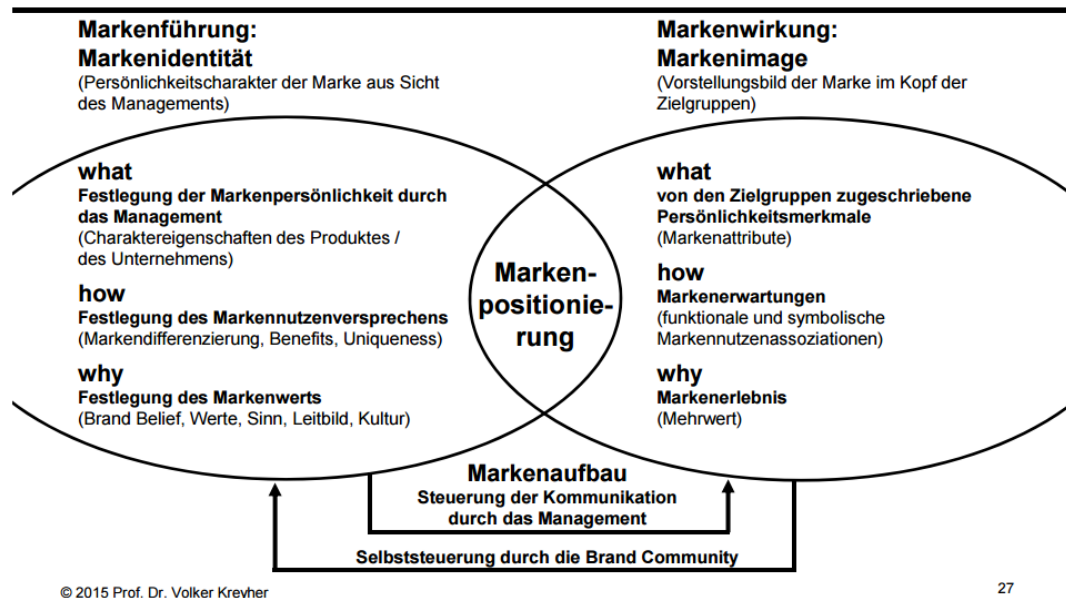 Markenführung:
Markenidentität
(Persönlichkeitscharakter der Marke aus Sicht
des Managements)
what
Festlegung der Markenpersönlichkeit durch
das Management
(Charaktereigenschaften des Produktes /
des Unternehmens)
how
Festlegung des Markennutzenversprechens
(Markendifferenzierung, Benefits, Uniqueness)
why
Festlegung des Markenwerts
(Brand Belief, Werte, Sinn, Leitbild, Kultur)
Marken-
positionie-
rung
Markenwirkung:
Markenimage
(Vorstellungsbild der Marke im Kopf der
Zielgruppen)
what
von den Zielgruppen zugeschriebene
Persönlichkeitsmerkmale
(Markenattribute)
how
Markenerwartungen
(funktionale und symbolische
Markennutzenassoziationen)
why
Markenerlebnis
(Mehrwert)
Markenaufbau
Steuerung der Kommunikation
durch das Management
Selbststeuerung durch die Brand Community
© 2015 Prof. Dr. Volker Kreyher
27